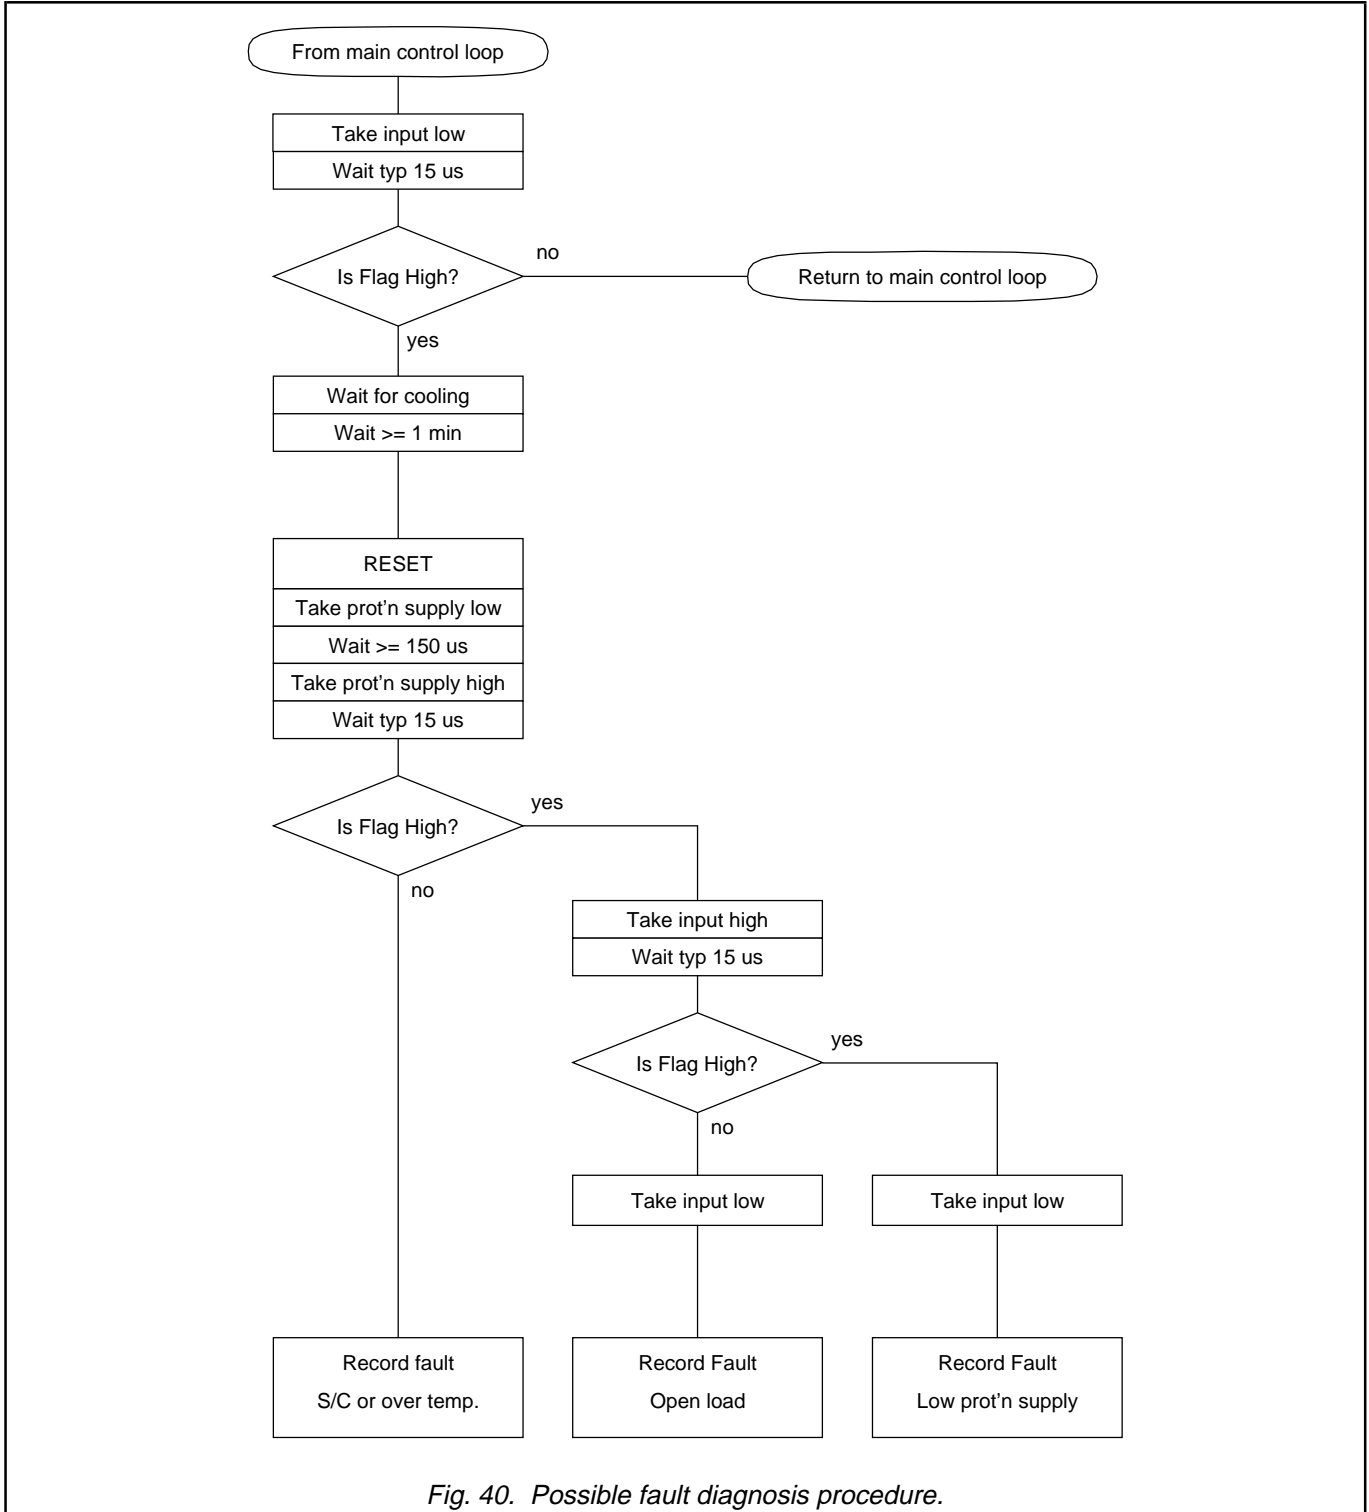 From main control loop
Take input low
Wait typ 15 us
Is Flag High?
no
Return to main control loop
yes
Wait for cooling
Wait >= 1 min
RESET
Take prot'n supply low
Wait >= 150 us
Take prot'n supply high
Wait typ 15 us
Is Flag High?
yes
no
Take input high
Wait typ 15 us
Is Flag High?
yes
no
Take input low
Take input low
Record fault
S/C or over temp.
Record Fault
Open load
Record Fault
Low prot'n supply
Fig. 40. Possible fault diagnosis procedure.